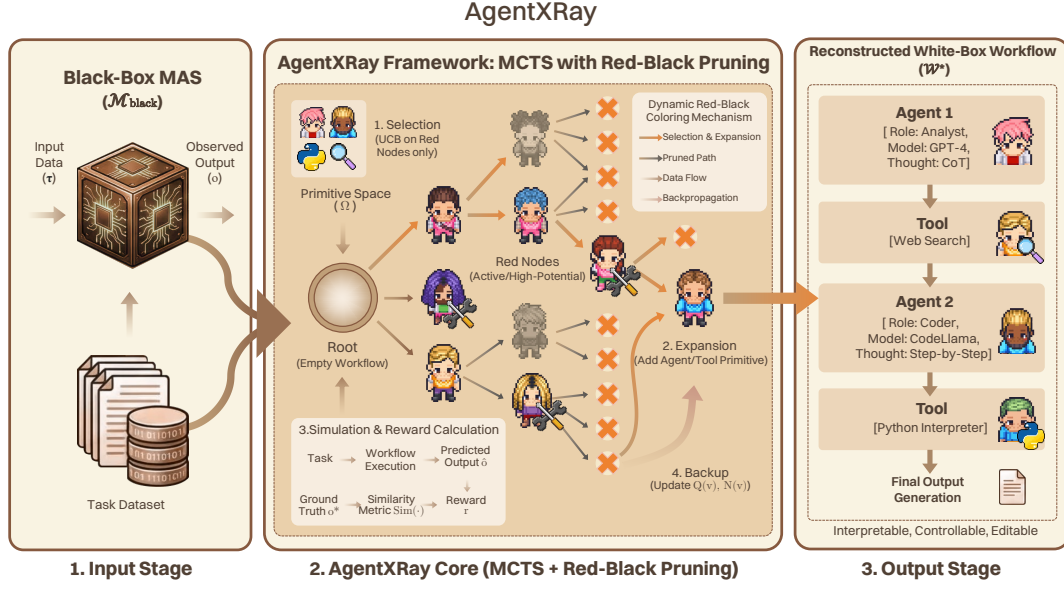 AgentXRay
Black-Box MAS
(𝓜black)
Input
Data
(τ)
Observed
Output
(o)
Task Dataset
1. Input Stage
AgentXRay Framework: MCTS with Red-Black Pruning
1. Selection
(UCB on Red
Nodes only)
Primitive Space
(Ω)
Root
(Empty Workflow)
Red Nodes
(Active/High-Potential)
Dynamic Red-Black
Coloring Mechanism
Selection & Expansion
Pruned Path
Data Flow
Backpropagation
2. Expansion
(Add Agent/Tool Primitive)
3.Simulation & Reward Calculation
Task
Workflow
Execution
Predicted
Output ô
Ground
Truth o*
Similarity
Metric Sim(·)
Reward
r
4. Backup
(Update Q(v), N(v))
2. AgentXRay Core (MCTS + Red-Black Pruning)
Reconstructed White-Box Workflow
(𝓦*)
Agent 1
[ Role: Analyst,
Model: GPT-4,
Thought: CoT]
Tool
[Web Search]
Agent 2
[ Role: Coder,
Model: CodeLlama,
Thought: Step-by-Step]
Tool
[Python Interpreter]
Final Output
Generation
Interpretable, Controllable, Editable
3. Output Stage